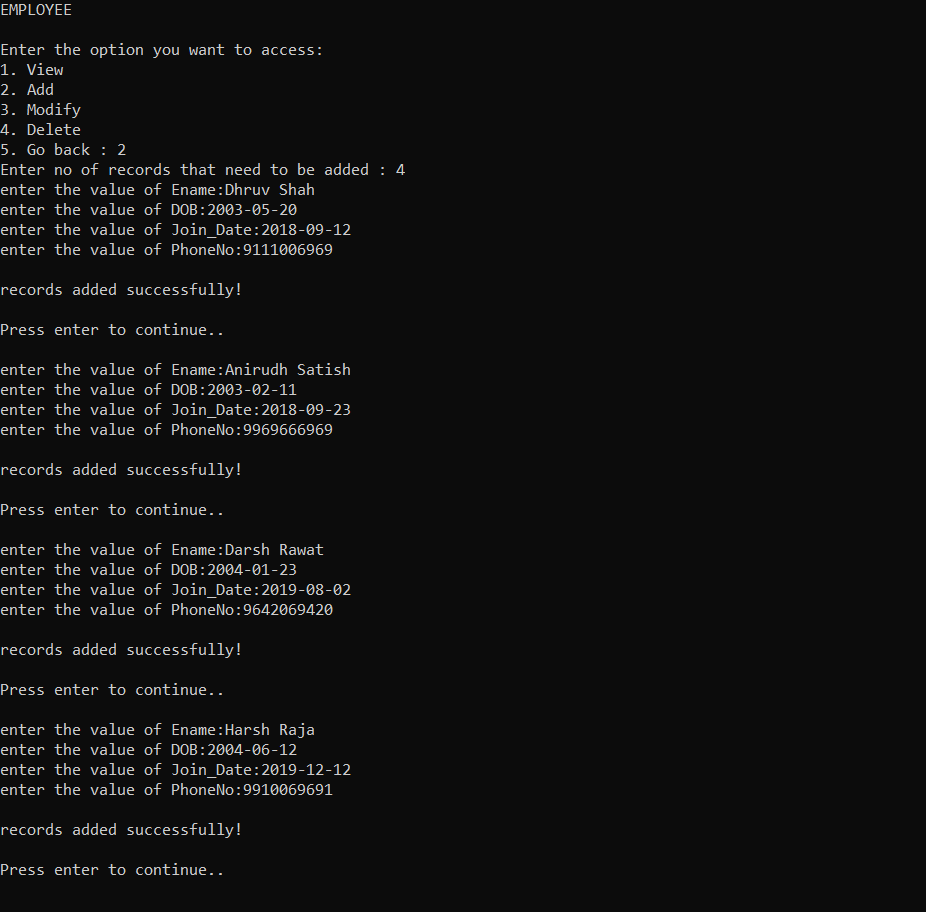 EMPLOYEE
Enter the option you want to access:
1. View
2. Add
3. Modify
4. Delete
5. Go back : 2
Enter no of records that need to be added : 4
enter the value of Ename:Dhruv Shah
enter the value of DOB:2003-05-20
enter the value of Join_Date:2018-09-12
enter the value of PhoneNo:9111006969
records added successfully!
Press enter to continue..
enter the value of Ename:Anirudh Satish
enter the value of DOB:2003-02-11
enter the value of Join_Date:2018-09-23
enter the value of PhoneNo:9969666969
records added successfully!
Press enter to continue..
enter the value of Ename:Darsh Rawat
enter the value of DOB:2004-01-23
enter the value of Join_Date:2019-08-02
enter the value of PhoneNo:9642069420
records added successfully!
Press enter to continue..
enter the value of Ename:Harsh Raja
enter the value of DOB:2004-06-12
enter the value of Join_Date:2019-12-12
enter the value of PhoneNo:9910069691
records added successfully!
Press enter to continue..